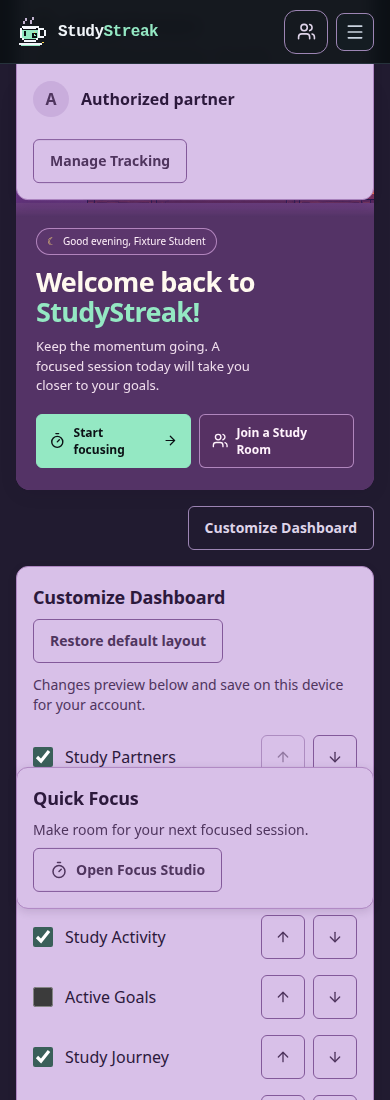 StudyStreak
A
Authorized partner
Manage Tracking
Good evening, Fixture Student
Welcome back to
StudyStreak!
Keep the momentum going. A
focused session today will take you
closer to your goals.
Start
focusing
Join a Study
Room
Customize Dashboard
Customize Dashboard
Restore default layout
Changes preview below and save on this device
for your account.
Study Partners
Quick Focus
Make room for your next focused session.
Open Focus Studio
Study Activity
Active Goals
Study Journey